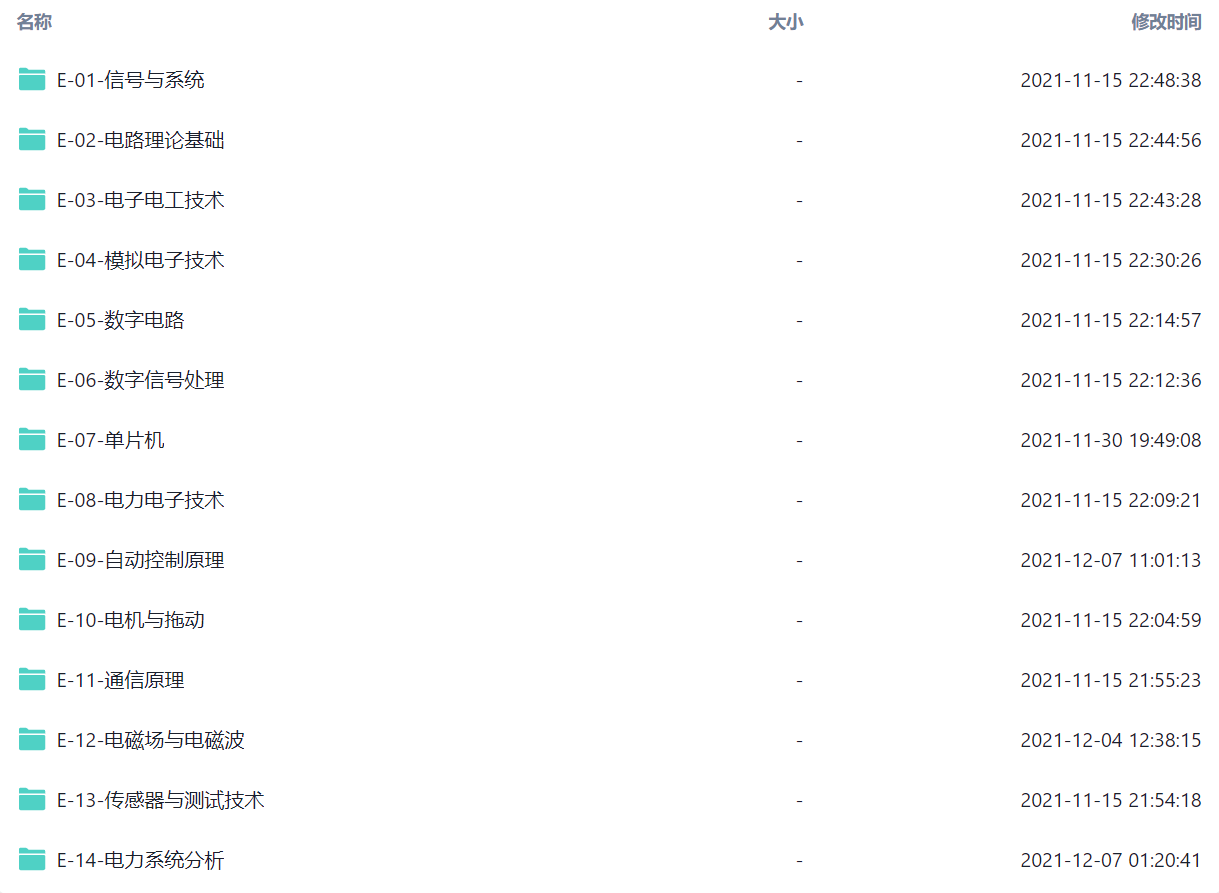 名称 大小 修改时间
E-01-信号与系统 - 2021-11-15 22:48:38
E-02-电路理论基础 - 2021-11-15 22:44:56
E-03-电子电工技术 - 2021-11-15 22:43:28
E-04-模拟电子技术 - 2021-11-15 22:30:26
E-05-数字电路 - 2021-11-15 22:14:57
E-06-数字信号处理 - 2021-11-15 22:12:36
E-07-单片机 - 2021-11-30 19:49:08
E-08-电力电子技术 - 2021-11-15 22:09:21
E-09-自动控制原理 - 2021-12-07 11:01:13
E-10-电机与拖动 - 2021-11-15 22:04:59
E-11-通信原理 - 2021-11-15 21:55:23
E-12-电磁场与电磁波 - 2021-12-04 12:38:15
E-13-传感器与测试技术 - 2021-11-15 21:54:18
E-14-电力系统分析 - 2021-12-07 01:20:41